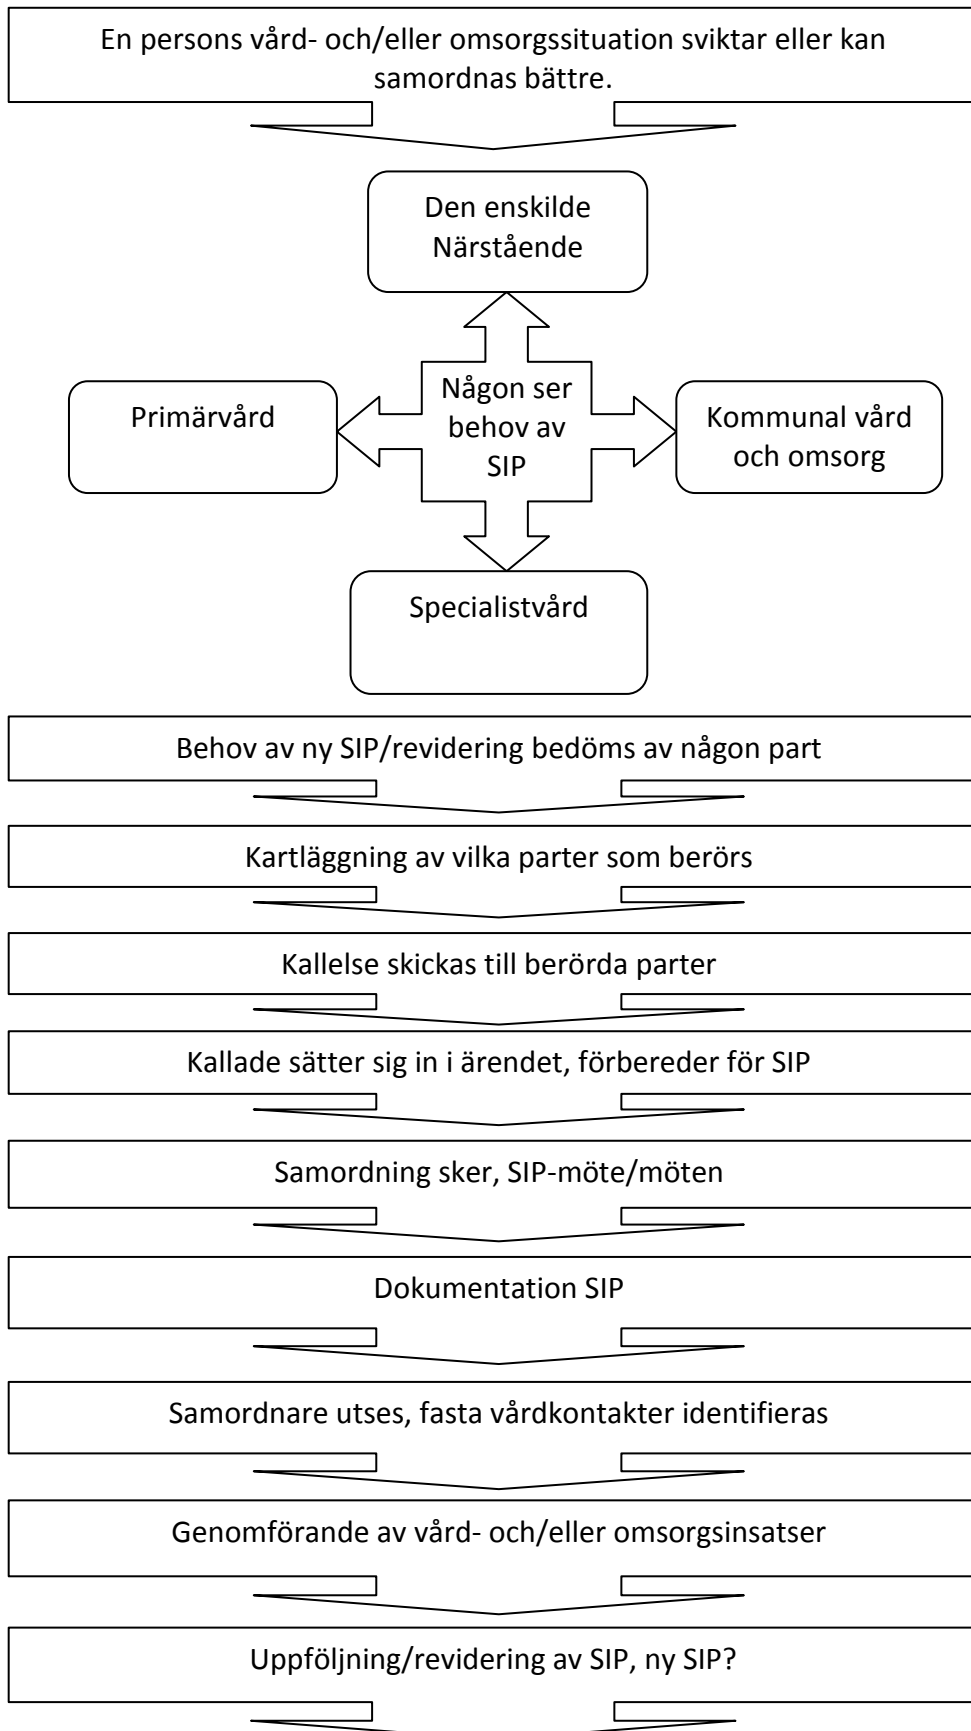 En persons vård- och/eller omsorgssituation sviktar eller kan
samordnas bättre.
Den enskilde
Närstående
Primärvård
Någon ser
behov av
SIP
Kommunal vård
och omsorg
Specialistvård
Behov av ny SIP/revidering bedöms av någon part
Kartläggning av vilka parter som berörs
Kallelse skickas till berörda parter
Kallade sätter sig in i ärendet, förbereder för SIP
Samordning sker, SIP-möte/möten
Dokumentation SIP
Samordnare utses, fasta vårdkontakter identifieras
Genomförande av vård- och/eller omsorgsinsatser
Uppföljning/revidering av SIP, ny SIP?